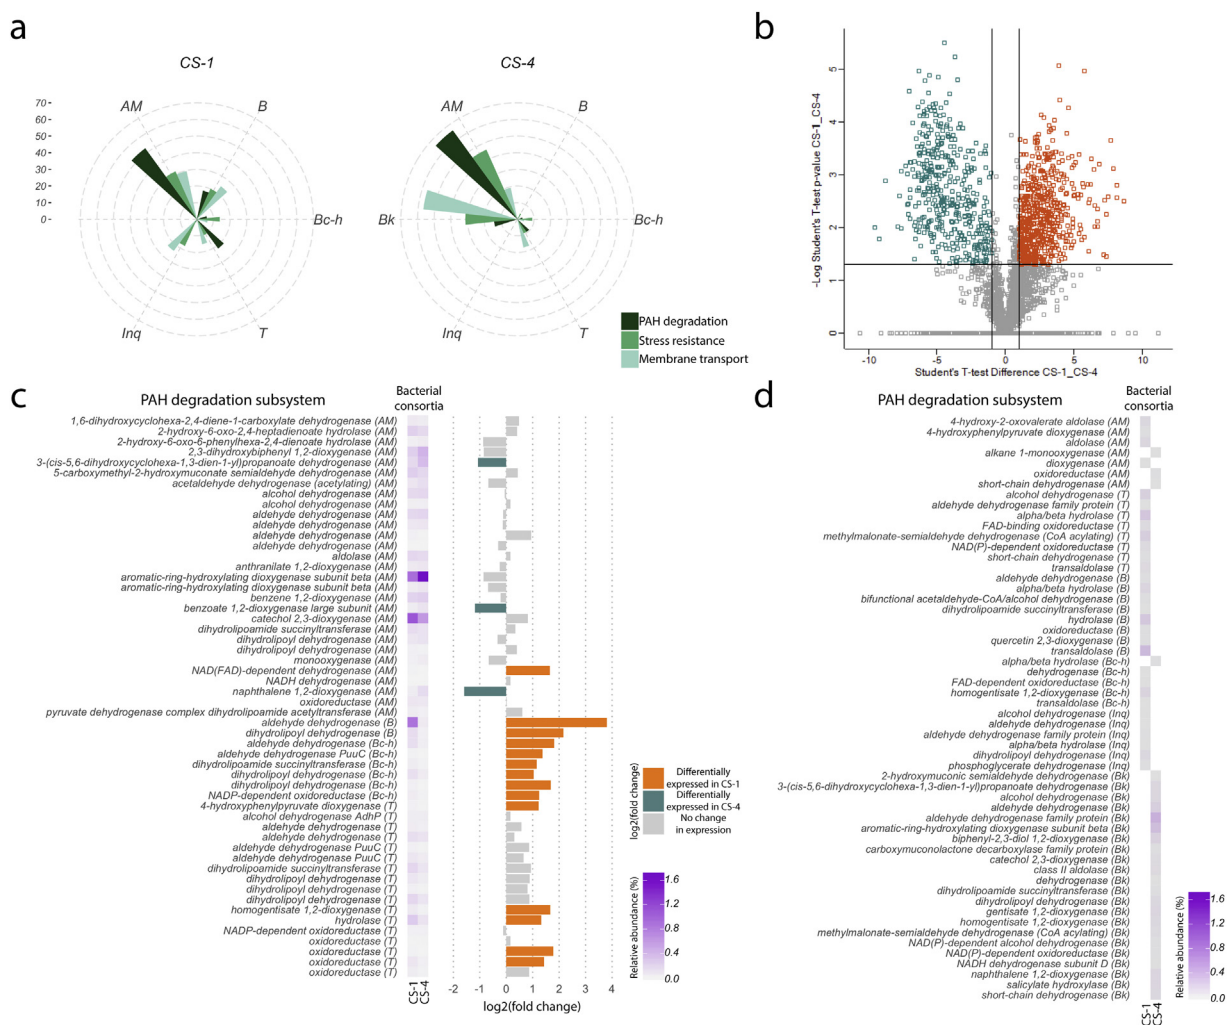 a
CS-1
CS-4
AM
B
AM
B
70
60
50
40
30
20
10
0
Bc-h
Bk
Bc-h
Inq
T
Inq
T
PAH degradation
Stress resistance
Membrane transport
b
-Log Student's T-test p-value CS-1_CS-4
5
4
3
2
1
0
-10
-5
0
5
10
Student's T-test Difference CS-1_CS-4
c
PAH degradation subsystem
Bacterial
consortia
1,6-dihydroxycyclohexa-2,4-diene-1-carboxylate dehydrogenase (AM)
2-hydroxy-6-oxo-2,4-heptadienoate hydrolase (AM)
2-hydroxy-6-oxo-6-phenylhexa-2,4-dienoate hydrolase (AM)
2,3-dihydroxybiphenyl 1,2-dioxygenase (AM)
3-(cis-5,6-dihydroxycyclohexa-1,3-dien-1-yl)propanoate dehydrogenase (AM)
5-carboxymethyl-2-hydroxymuconate semialdehyde dehydrogenase (AM)
acetaldehyde dehydrogenase (acetylating) (AM)
alcohol dehydrogenase (AM)
alcohol dehydrogenase (AM)
aldehyde dehydrogenase (AM)
aldehyde dehydrogenase (AM)
aldehyde dehydrogenase (AM)
aldehyde dehydrogenase (AM)
aldolase (AM)
anthranilate 1,2-dioxygenase (AM)
aromatic-ring-hydroxylating dioxygenase subunit beta (AM)
aromatic-ring-hydroxylating dioxygenase subunit beta (AM)
benzene 1,2-dioxygenase (AM)
benzoate 1,2-dioxygenase large subunit (AM)
catechol 2,3-dioxygenase (AM)
dihydrolipoamide succinyltransferase (AM)
dihydrolipoyl dehydrogenase (AM)
dihydrolipoyl dehydrogenase (AM)
monooxygenase (AM)
NAD(FAD)-dependent dehydrogenase (AM)
NADH dehydrogenase (AM)
naphthalene 1,2-dioxygenase (AM)
oxidoreductase (AM)
pyruvate dehydrogenase complex dihydrolipoamide acetyltransferase (AM)
aldehyde dehydrogenase (B)
dihydrolipoyl dehydrogenase (B)
aldehyde dehydrogenase (Bc-h)
aldehyde dehydrogenase PuuC (Bc-h)
dihydrolipoamide succinyltransferase (Bc-h)
dihydrolipoyl dehydrogenase (Bc-h)
dihydrolipoyl dehydrogenase (Bc-h)
NADP-dependent oxidoreductase (Bc-h)
4-hydroxyphenylpyruvate dioxygenase (T)
alcohol dehydrogenase AdhP (T)
aldehyde dehydrogenase (T)
aldehyde dehydrogenase (T)
aldehyde dehydrogenase PuuC (T)
aldehyde dehydrogenase PuuC (T)
dihydrolipoamide succinyltransferase (T)
dihydrolipoyl dehydrogenase (T)
dihydrolipoyl dehydrogenase (T)
dihydrolipoyl dehydrogenase (T)
homogentisate 1,2-dioxygenase (T)
hydrolase (T)
NADP-dependent oxidoreductase (T)
oxidoreductase (T)
oxidoreductase (T)
oxidoreductase (T)
oxidoreductase (T)
CS-1
CS-4
-2
-1
0
1
2
3
4
log2(fold change)
log2(fold change)
Differentially
expressed in CS-1
Differentially
expressed in CS-4
No change
in expression
Relative abundance (%)
1.6
1.2
0.8
0.4
0.0
d
PAH degradation subsystem
Bacterial
consortia
4-hydroxy-2-oxovalerate aldolase (AM)
4-hydroxyphenylpyruvate dioxygenase (AM)
aldolase (AM)
alkane 1-monooxygenase (AM)
dioxygenase (AM)
oxidoreductase (AM)
short-chain dehydrogenase (AM)
alcohol dehydrogenase (T)
aldehyde dehydrogenase family protein (T)
alpha/beta hydrolase (T)
FAD-binding oxidoreductase (T)
methylmalonate-semialdehyde dehydrogenase (CoA acylating) (T)
NAD(P)-dependent oxidoreductase (T)
short-chain dehydrogenase (T)
transaldolase (T)
aldehyde dehydrogenase (B)
alpha/beta hydrolase (B)
bifunctional acetaldehyde-CoA/alcohol dehydrogenase (B)
dihydrolipoamide succinyltransferase (B)
hydrolase (B)
oxidoreductase (B)
quercetin 2,3-dioxygenase (B)
transaldolase (B)
alpha/beta hydrolase (Bc-h)
dehydrogenase (Bc-h)
FAD-dependent oxidoreductase (Bc-h)
homogentisate 1,2-dioxygenase (Bc-h)
transaldolase (Bc-h)
alcohol dehydrogenase (Inq)
aldehyde dehydrogenase (Inq)
aldehyde dehydrogenase family protein (Inq)
alpha/beta hydrolase (Inq)
dihydrolipoyl dehydrogenase (Inq)
phosphoglycerate dehydrogenase (Inq)
2-hydroxymuconic semialdehyde dehydrogenase (Bk)
3-(cis-5,6-dihydroxycyclohexa-1,3-dien-1-yl)propanoate dehydrogenase (Bk)
alcohol dehydrogenase (Bk)
aldehyde dehydrogenase (Bk)
aldehyde dehydrogenase family protein (Bk)
aromatic-ring-hydroxylating dioxygenase subunit beta (Bk)
biphenyl-2,3-diol 1,2-dioxygenase (Bk)
carboxymuconolactone decarboxylase family protein (Bk)
catechol 2,3-dioxygenase (Bk)
class II aldolase (Bk)
dehydrogenase (Bk)
dihydrolipoamide succinyltransferase (Bk)
dihydrolipoyl dehydrogenase (Bk)
gentisate 1,2-dioxygenase (Bk)
homogentisate 1,2-dioxygenase (Bk)
methylmalonate-semialdehyde dehydrogenase (CoA acylating) (Bk)
NAD(P)-dependent alcohol dehydrogenase (Bk)
NAD(P)-dependent oxidoreductase (Bk)
NADH dehydrogenase subunit D (Bk)
naphthalene 1,2-dioxygenase (Bk)
salicylate hydroxylase (Bk)
short-chain dehydrogenase (Bk)
CS-1
CS-4
Relative abundance (%)
1.6
1.2
0.8
0.4
0.0